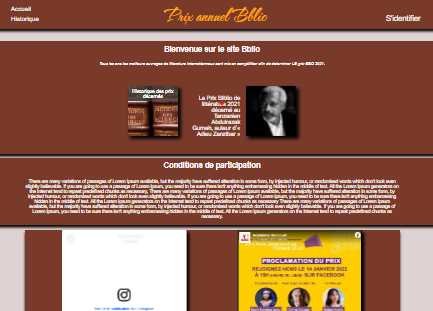 Accueil
Prix annuel Bblio
S'identifier
Historique
Bienvenue sur le site Bblio
Tous les ans les meilleurs ouvrages de littérature internationaux sont mis en compétition afin de déterminer LE prix BBO 2021.
Historique des prix
décernés
Le Prix Biblo de
littérature 2021
décerné au
Tanzanien
Abdulrazak
Gurnah, auteur d'«
Adieu Zanzibar »
Conditions de participation
There are many variations of passages of Lorem Ipsum available, but the majority have suffered alteration in some form, by injected humour, or randomised words which don't look even
slightly believable. If you are going to use a passage of Lorem Ipsum, you need to be sure there isn't anything embarrassing hidden in the middle of text. All the Lorem Ipsum generators on
the Internet tend to repeat predefined chunks as necessary, There are many variations of passages of Lorem Ipsum available, but the majority have suffered alteration in some form, by
injected humour, or randomised words which don't look even slightly believable. If you are going to use a passage of Lorem Ipsum, you need to be sure there isn't anything embarrassing
hidden in the middle of text. All the Lorem Ipsum generators on the Internet tend to repeat predefined chunks as necessary, There are many variations of passages of Lorem Ipsum
available, but the majority have suffered alteration in some form, by injected humour, or randomised words which don't look even slightly believable. If you are going to use a passage of
Lorem Ipsum, you need to be sure there isn't anything embarrassing hidden in the middle of text. All the Lorem Ipsum generators on the Internet tend to repeat predefined chunks as
necessary.
PROCLAMATION DU PRIX
REJOIGNEZ-NOUS LE 14 JANVIER 2022
À 19H SUR FACEBOOK